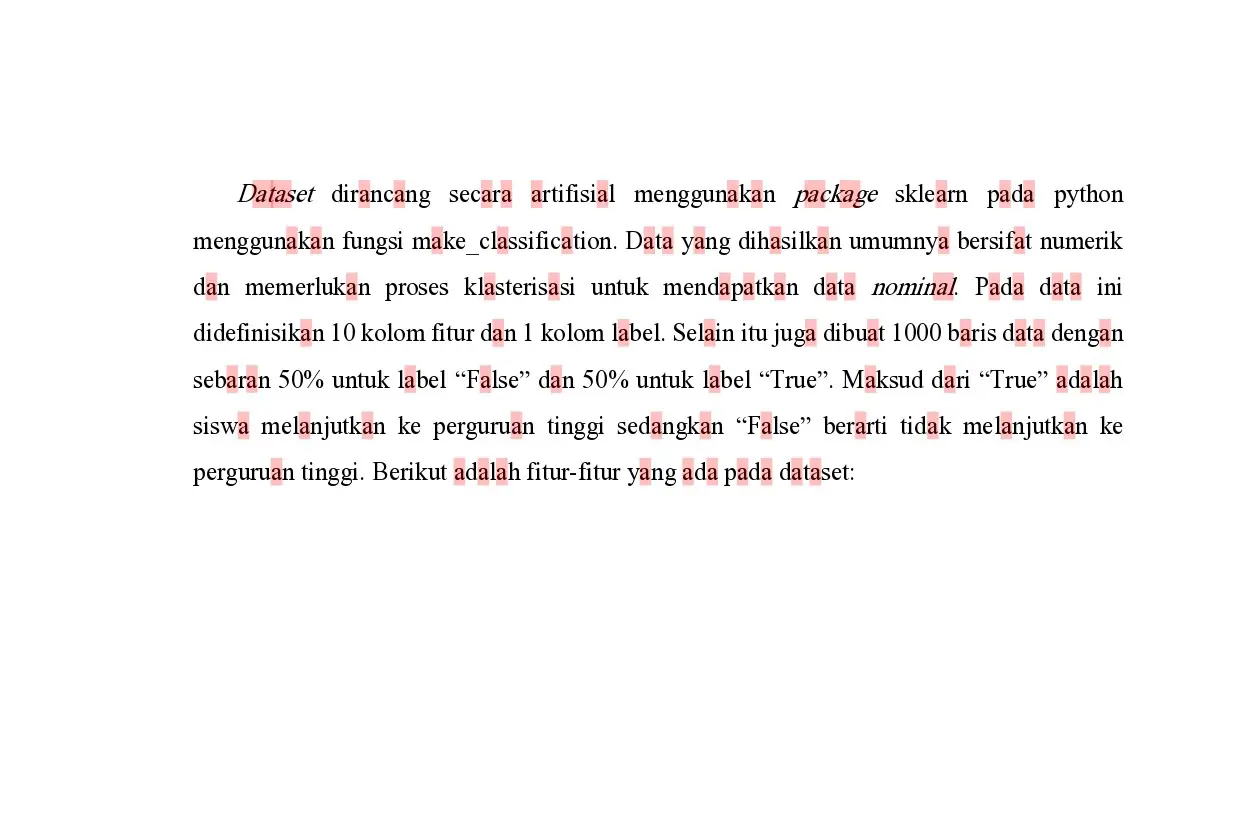 Dataset dirancang secara artifisial menggunakan package sklearn pada python
menggunakan fungsi make_classification. Data yang dihasilkan umumnya bersifat numerik
dan memerlukan proses klasterisasi untuk mendapatkan data nominal. Pada data ini
didefinisikan 10 kolom fitur dan 1 kolom label. Selain itu juga dibuat 1000 baris data dengan
sebaran 50% untuk label “False” dan 50% untuk label “True”. Maksud dari “True” adalah
siswa melanjutkan ke perguruan tinggi sedangkan “False” berarti tidak melanjutkan ke
perguruan tinggi. Berikut adalah fitur-fitur yang ada pada dataset: